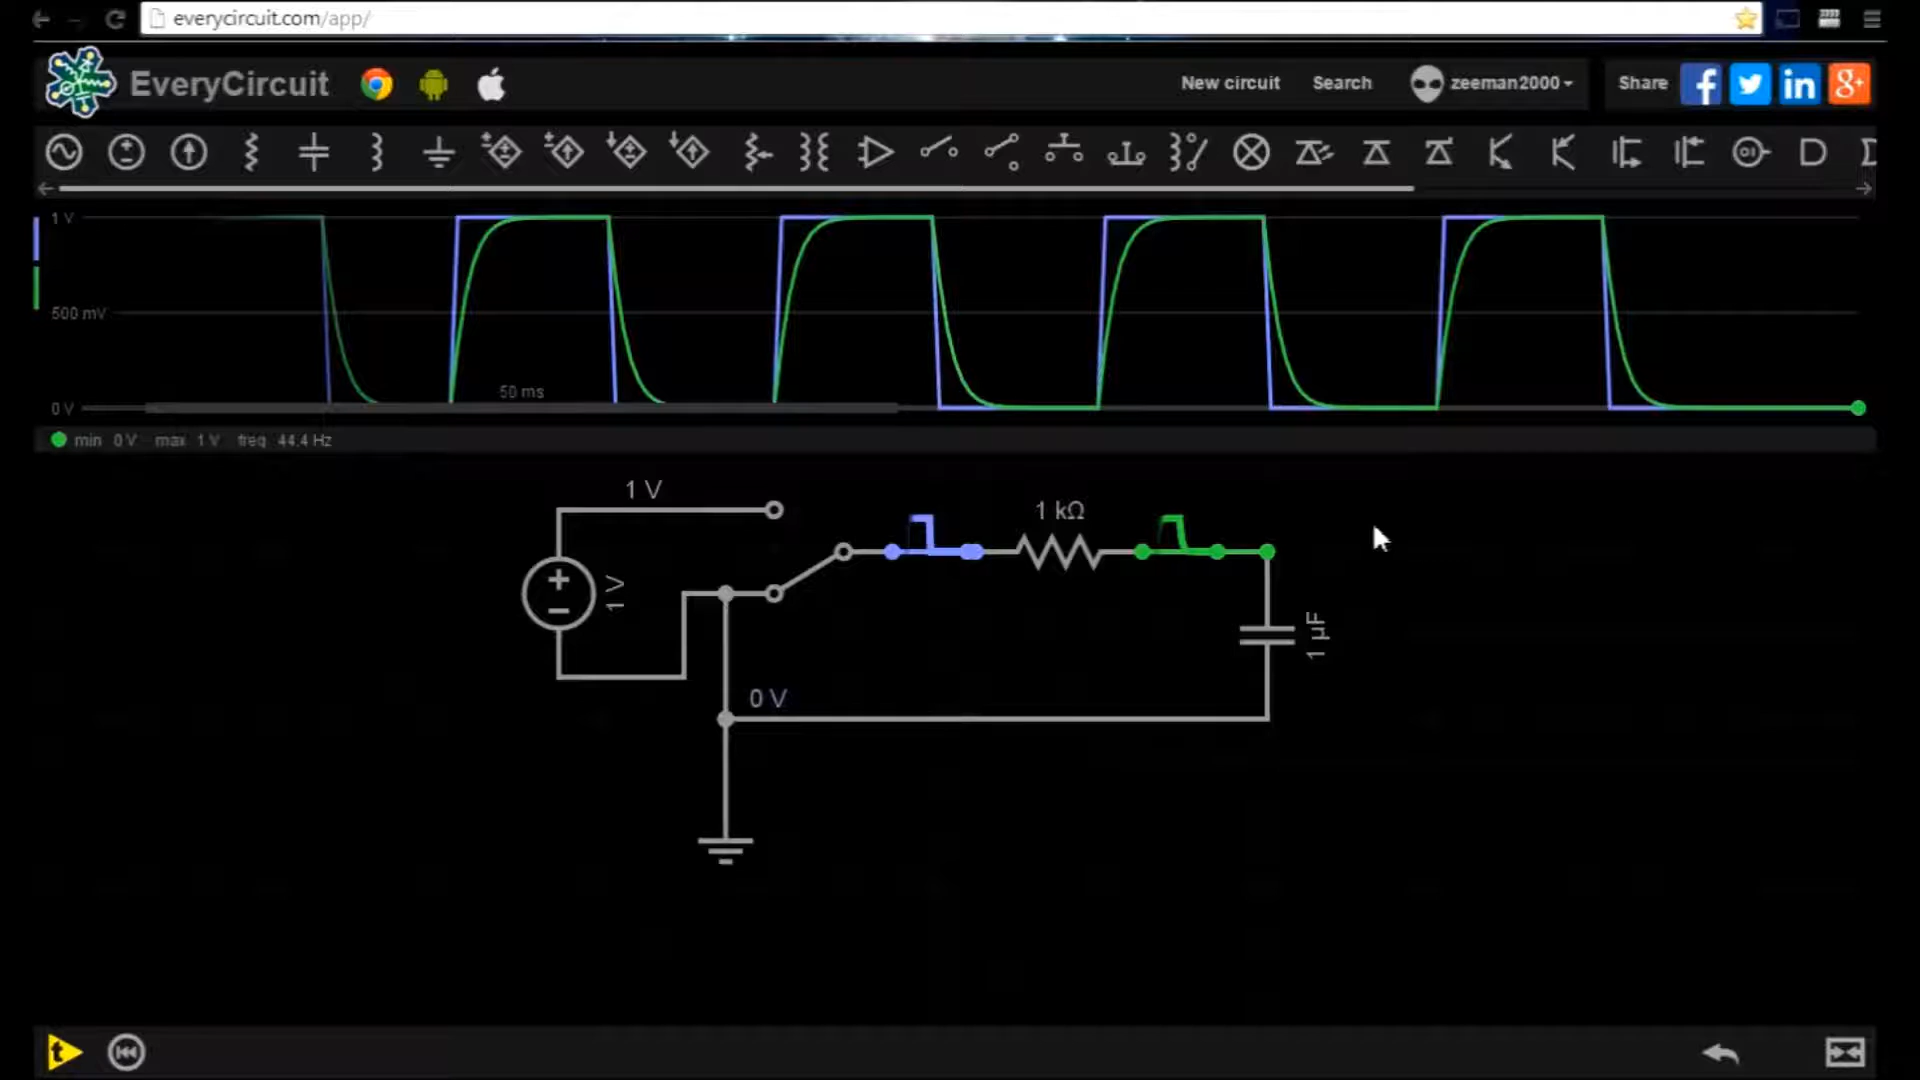 everycircuit.com/app/
EveryCircuit
New circuit
Search
zeeman2000
Share
1 V
500 mV
50 ms
0 V
min 0 V max 1 V freq 44.4 Hz
1 V
1 kΩ
1 V
1 µF
0 V
t